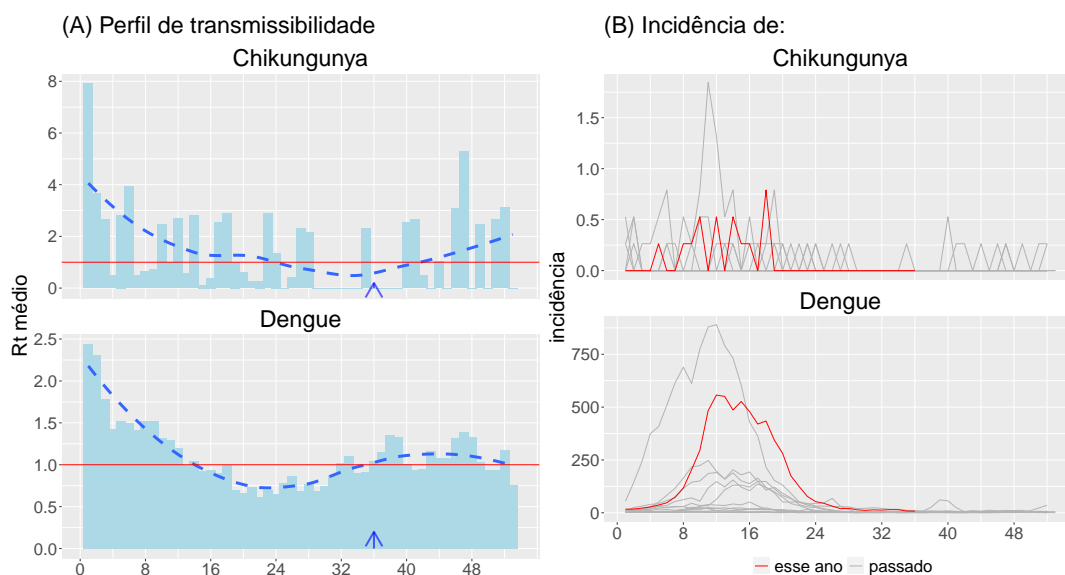 (A) Perfil de transmissibilidade
Chikungunya
8
6
4
2
0
Dengue
2.5
2.0
1.5
1.0
0.5
0.0
0 8 16 24 32 40 48
Rt médio
(B) Incidência de:
Chikungunya
1.5
1.0
0.5
0.0
Dengue
750
500
250
0
0 8 16 24 32 40 48
incidência
esse ano passado